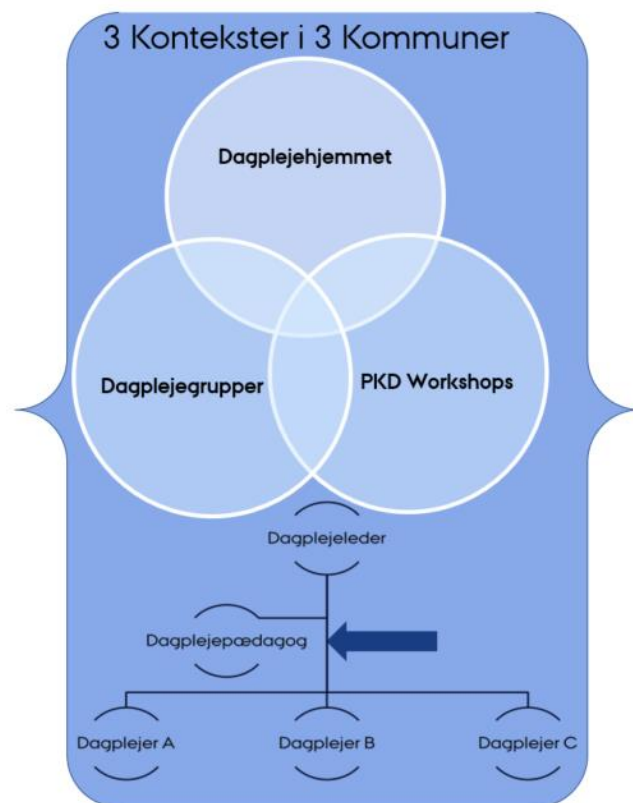 3 Kontekster i 3 Kommuner
Dagplejehjemmet
Dagplejegrupper
PKD Workshops
Dagplejeleder
Dagplejepædagog
Dagplejer A
Dagplejer B
Dagplejer C